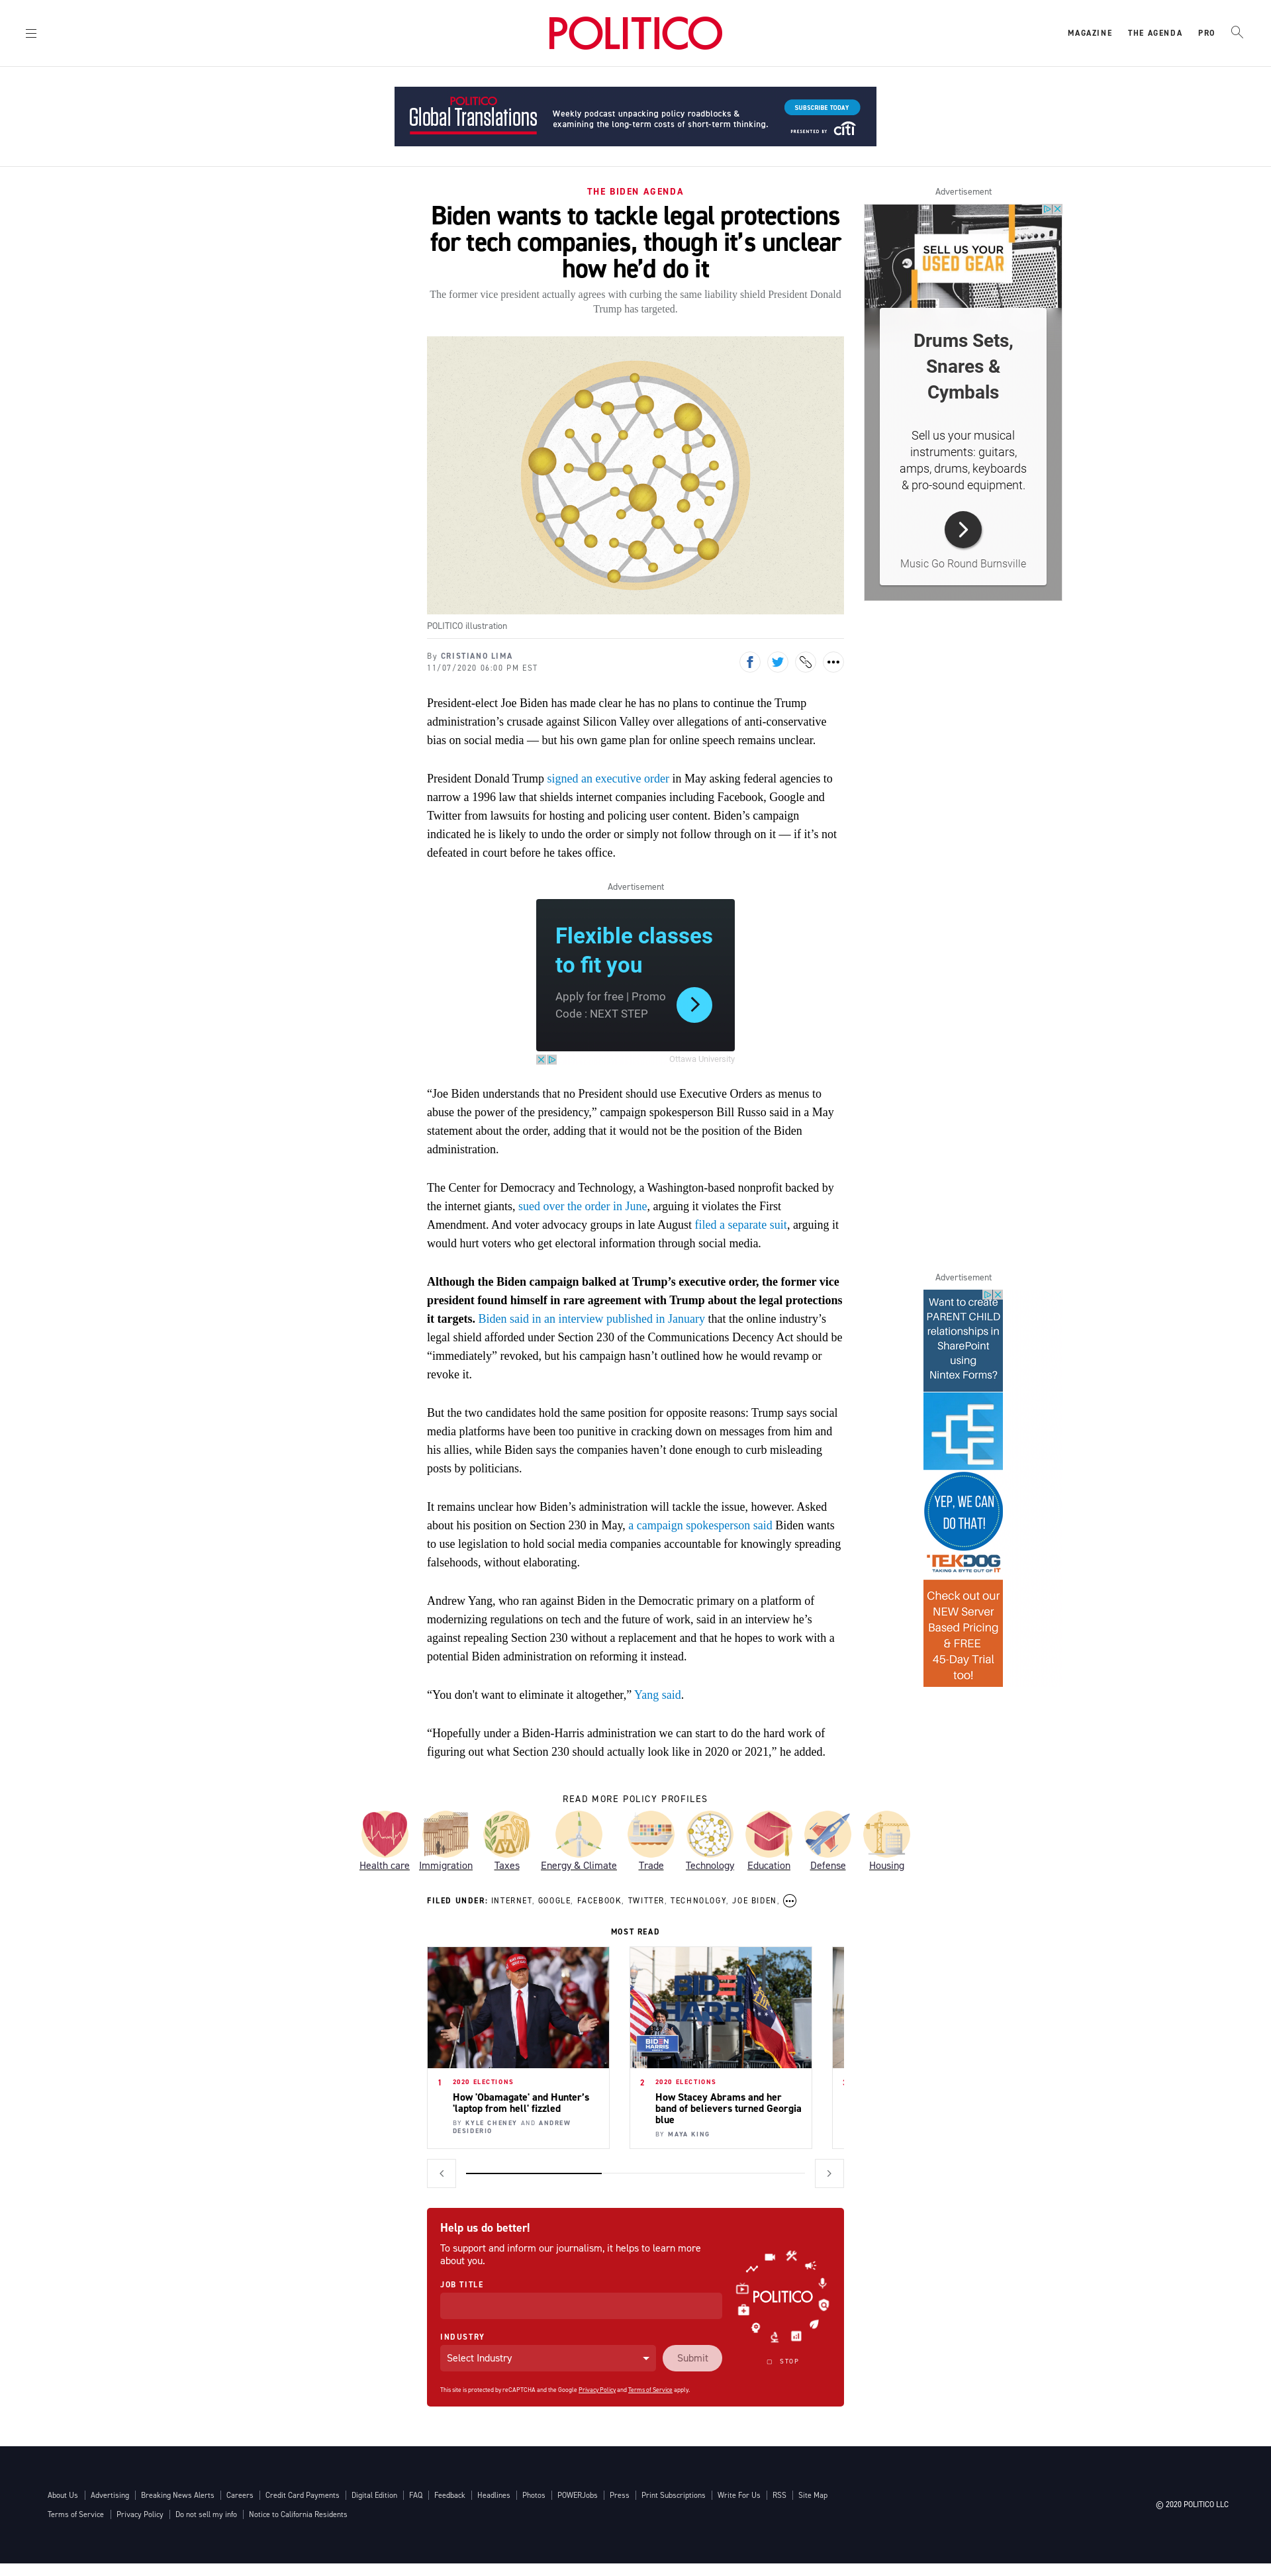 POLITICO
MAGAZINE
THE AGENDA
PRO
POLITICO
Global Translations
Weekly podcast unpacking policy roadblocks &
examining the long-term costs of short-term thinking.
SUBSCRIBE TODAY
PRESENTED BY citi
THE BIDEN AGENDA
Biden wants to tackle legal protections
for tech companies, though it’s unclear
how he’d do it
The former vice president actually agrees with curbing the same liability shield President Donald
Trump has targeted.
POLITICO illustration
By CRISTIANO LIMA
11/07/2020 06:00 PM EST
Advertisement
SELL US YOUR
USED GEAR
Drums Sets,
Snares &
Cymbals
Sell us your musical
instruments: guitars,
amps, drums, keyboards
& pro-sound equipment.
Music Go Round Burnsville
President-elect Joe Biden has made clear he has no plans to continue the Trump
administration’s crusade against Silicon Valley over allegations of anti-conservative
bias on social media — but his own game plan for online speech remains unclear.
President Donald Trump signed an executive order in May asking federal agencies to
narrow a 1996 law that shields internet companies including Facebook, Google and
Twitter from lawsuits for hosting and policing user content. Biden’s campaign
indicated he is likely to undo the order or simply not follow through on it — if it’s not
defeated in court before he takes office.
Advertisement
Flexible classes
to fit you
Apply for free | Promo
Code : NEXT STEP
Ottawa University
“Joe Biden understands that no President should use Executive Orders as menus to
abuse the power of the presidency,” campaign spokesperson Bill Russo said in a May
statement about the order, adding that it would not be the position of the Biden
administration.
The Center for Democracy and Technology, a Washington-based nonprofit backed by
the internet giants, sued over the order in June, arguing it violates the First
Amendment. And voter advocacy groups in late August filed a separate suit, arguing it
would hurt voters who get electoral information through social media.
Although the Biden campaign balked at Trump’s executive order, the former vice
president found himself in rare agreement with Trump about the legal protections
it targets. Biden said in an interview published in January that the online industry’s
legal shield afforded under Section 230 of the Communications Decency Act should be
“immediately” revoked, but his campaign hasn’t outlined how he would revamp or
revoke it.
But the two candidates hold the same position for opposite reasons: Trump says social
media platforms have been too punitive in cracking down on messages from him and
his allies, while Biden says the companies haven’t done enough to curb misleading
posts by politicians.
It remains unclear how Biden’s administration will tackle the issue, however. Asked
about his position on Section 230 in May, a campaign spokesperson said Biden wants
to use legislation to hold social media companies accountable for knowingly spreading
falsehoods, without elaborating.
Andrew Yang, who ran against Biden in the Democratic primary on a platform of
modernizing regulations on tech and the future of work, said in an interview he’s
against repealing Section 230 without a replacement and that he hopes to work with a
potential Biden administration on reforming it instead.
“You don't want to eliminate it altogether,” Yang said.
“Hopefully under a Biden-Harris administration we can start to do the hard work of
figuring out what Section 230 should actually look like in 2020 or 2021,” he added.
Advertisement
Want to create
PARENT CHILD
relationships in
SharePoint
using
Nintex Forms?
YEP, WE CAN
DO THAT!
TEKDOG
TAKING A BYTE OUT OF IT
Check out our
NEW Server
Based Pricing
& FREE
45-Day Trial
too!
READ MORE POLICY PROFILES
Health care
Immigration
Taxes
Energy & Climate
Trade
Technology
Education
Defense
Housing
FILED UNDER: INTERNET, GOOGLE, FACEBOOK, TWITTER, TECHNOLOGY, JOE BIDEN,
MOST READ
BIDEN
HARR
BIDEN
HARRIS
1 2020 ELECTIONS
How 'Obamagate' and Hunter’s
'laptop from hell' fizzled
BY KYLE CHENEY AND ANDREW
DESIDERIO
2 2020 ELECTIONS
How Stacey Abrams and her
band of believers turned Georgia
blue
BY MAYA KING
Help us do better!
To support and inform our journalism, it helps to learn more
about you.
JOB TITLE
INDUSTRY
Select Industry
Submit
POLITICO
STOP
This site is protected by reCAPTCHA and the Google Privacy Policy and Terms of Service apply.
About Us | Advertising | Breaking News Alerts | Careers | Credit Card Payments | Digital Edition | FAQ | Feedback | Headlines | Photos | POWERJobs | Press | Print Subscriptions | Write For Us | RSS | Site Map
Terms of Service | Privacy Policy | Do not sell my info | Notice to California Residents
© 2020 POLITICO LLC